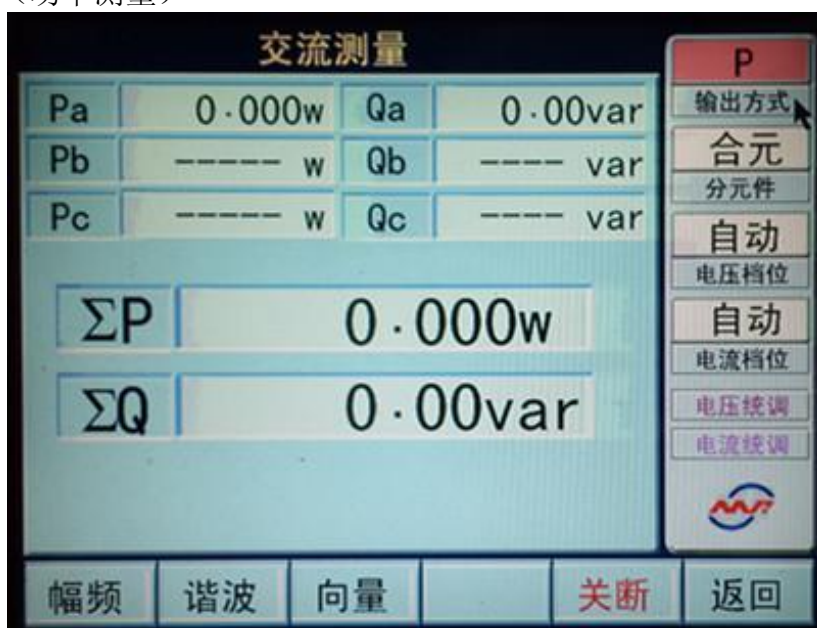 交流测量
Pa 0.000w Qa 0.00var
Pb ----- w Qb ---- var
Pc ----- w Qc ---- var
ΣP 0.000w
ΣQ 0.00var
P
输出方式
合元
分元件
自动
电压档位
自动
电流档位
电压统调
电流统调
幅频 谐波 向量 关断 返回